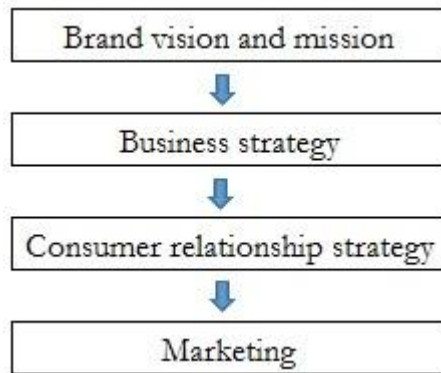 Brand vision and mission
Business strategy
Consumer relationship strategy
Marketing